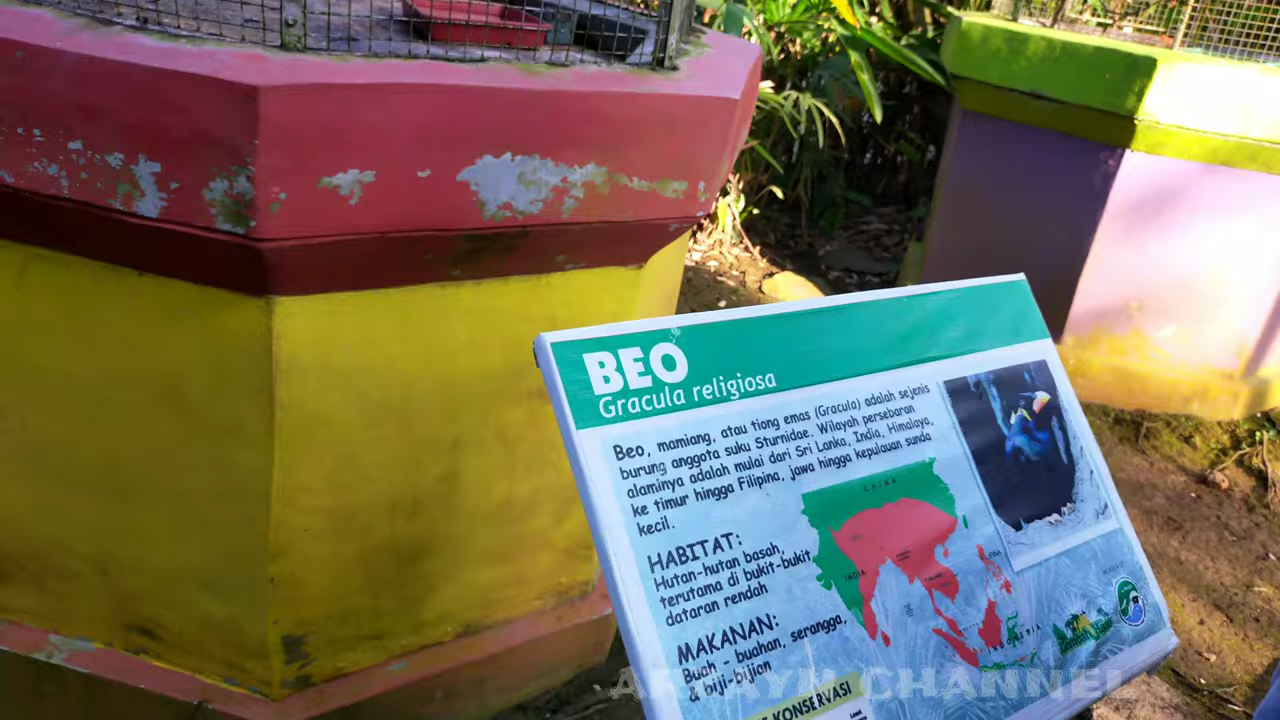 BEO
Gracula religiosa
Beo, mamiang, atau tiong emas (Gracula) adalah sejenis
burung anggota suku Sturnidae. Wilayah persebaran
alaminya adalah mulai dari Sri Lanka, India, Himalaya,
ke timur hingga Filipina, jawa hingga kepulauan sunda
kecil.
HABITAT:
Hutan-hutan basah,
terutama di bukit-bukit
dataran rendah
MAKANAN:
Buah - buahan, serangga,
& biji-bijian
CHINA
INDIA
INDONESIA
KONSERVASI
CHANNEL